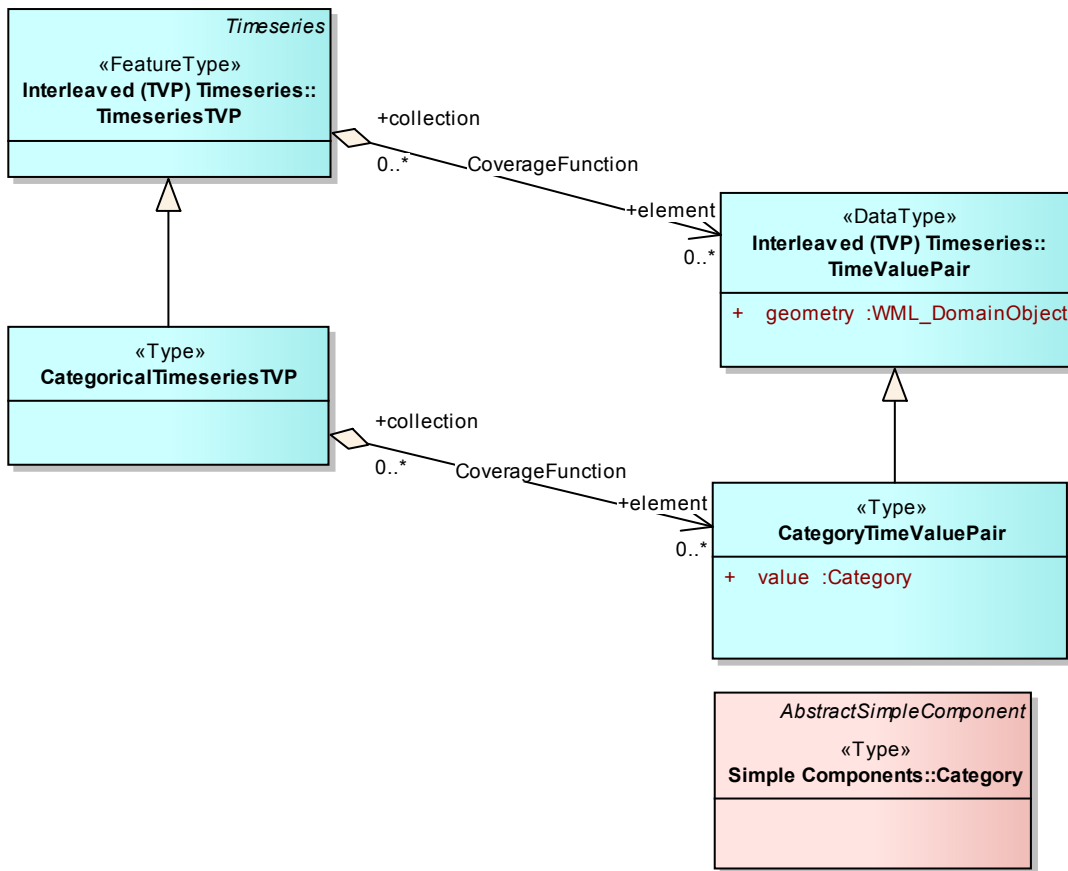 Timeseries
«FeatureType»
Interleaved (TVP) Timeseries::
TimeseriesTVP
+collection
0..*
CoverageFunction
+element
0..*
«DataType»
Interleaved (TVP) Timeseries::
TimeValuePair
+ geometry :WML_DomainObject
«Type»
CategoricalTimeseriesTVP
+collection
0..*
CoverageFunction
+element
0..*
«Type»
CategoryTimeValuePair
+ value :Category
AbstractSimpleComponent
«Type»
Simple Components::Category